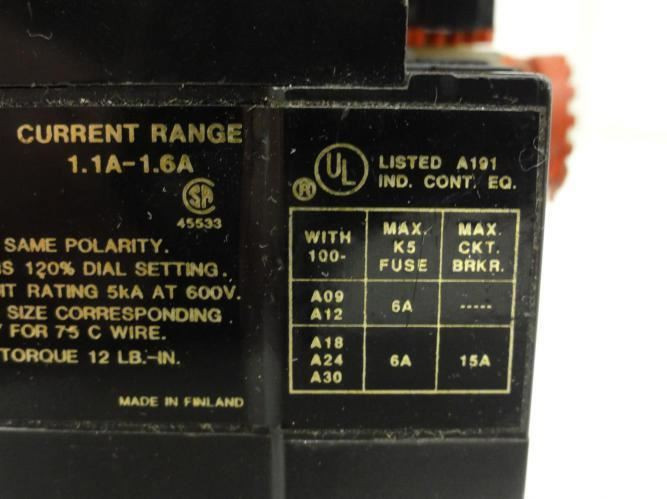 CURRENT RANGE
1.1A-1.6A
SP
45533
SAME POLARITY.
120% DIAL SETTING.
RATING 5kA AT 600V.
SIZE CORRESPONDING
FOR 75 C WIRE.
TORQUE 12 LB.-IN.
MADE IN FINLAND
UL ®
LISTED A191
IND. CONT. EQ.
WITH 100- MAX. K5 FUSE MAX. CKT. BRKR.
A09 A12 6A -----
A18 A24 A30 6A 15A